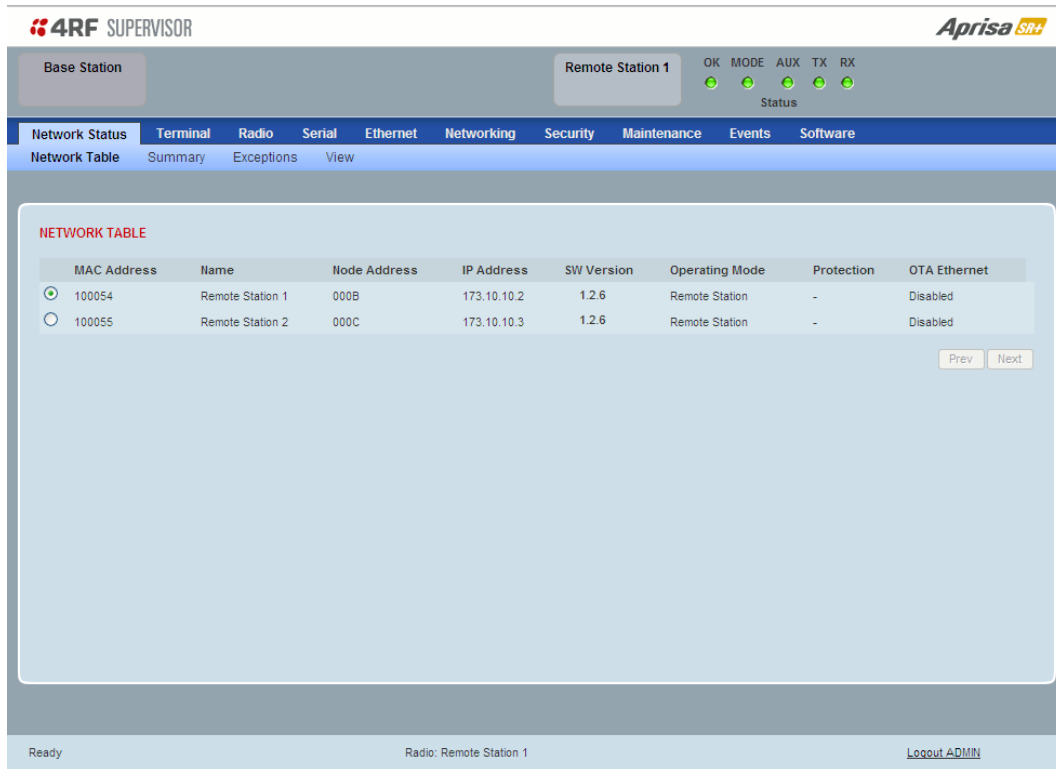 4RF SUPERVISOR
Aprisa SR+
Base Station
Remote Station 1
OK MODE AUX TX RX
Status
Network Status Terminal Radio Serial Ethernet Networking Security Maintenance Events Software
Network Table Summary Exceptions View
NETWORK TABLE
MAC Address Name Node Address IP Address SW Version Operating Mode Protection OTA Ethernet
100054 Remote Station 1 000B 173.10.10.2 1.2.6 Remote Station - Disabled
100055 Remote Station 2 000C 173.10.10.3 1.2.6 Remote Station - Disabled
Prev Next
Ready Radio: Remote Station 1 Logout ADMIN